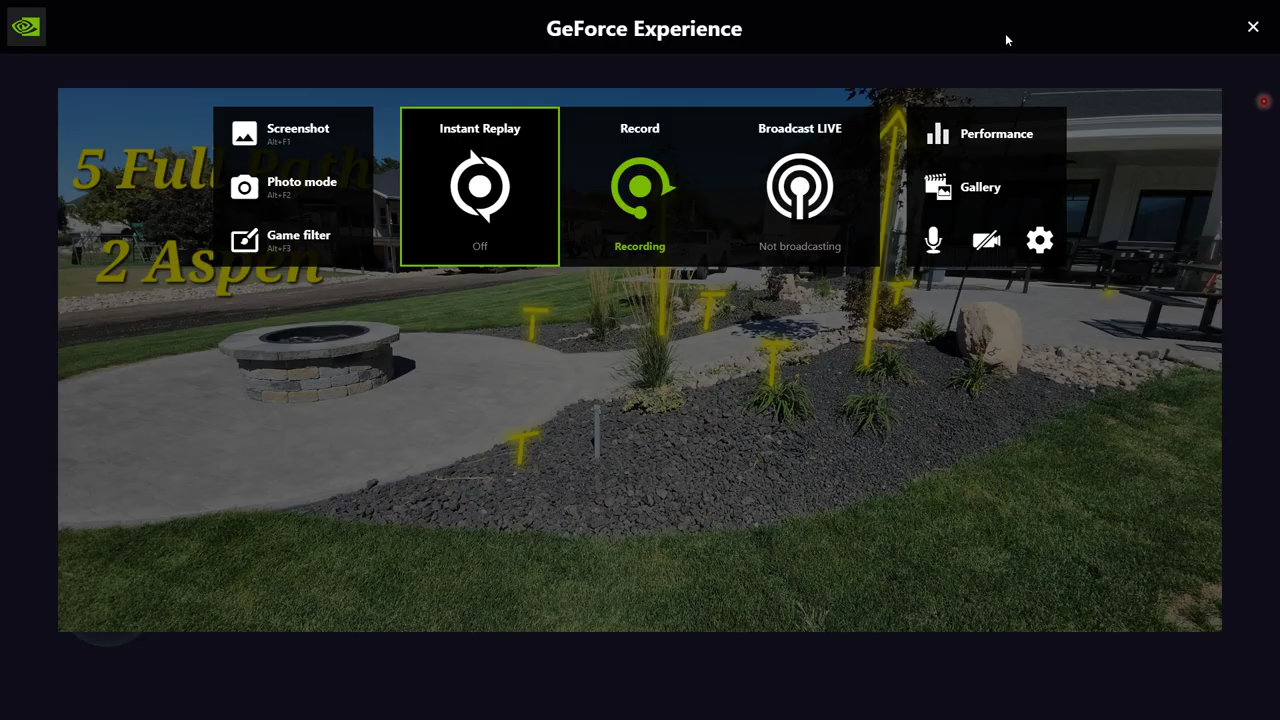 GeForce Experience
Screenshot
Alt+F1
Photo mode
Alt+F2
Game filter
Alt+F3
Instant Replay
Off
Record
Recording
Broadcast LIVE
Not broadcasting
Performance
Gallery
5 Full Path
2 Aspen
T
T
T
T
T